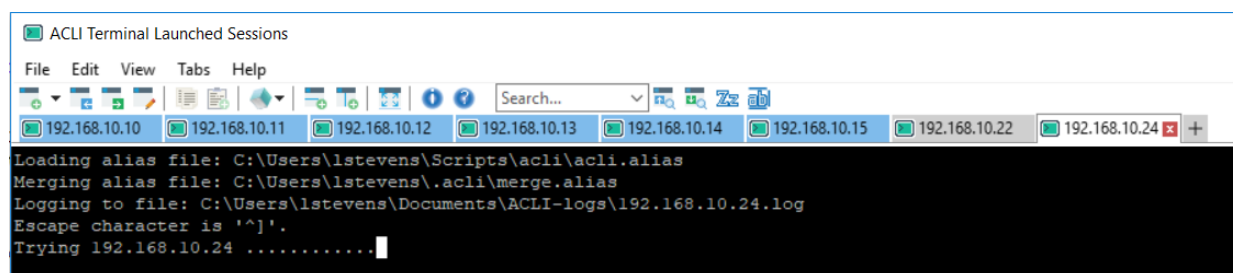 ACLI Terminal Launched Sessions
File Edit View Tabs Help
Search... Zz ab
192.168.10.10 192.168.10.11 192.168.10.12 192.168.10.13 192.168.10.14 192.168.10.15 192.168.10.22 192.168.10.24
Loading alias file: C:\Users\lstevens\Scripts\acli\acli.alias
Merging alias file: C:\Users\lstevens\.acli\merge.alias
Logging to file: C:\Users\lstevens\Documents\ACLI-logs\192.168.10.24.log
Escape character is '^]'.
Trying 192.168.10.24 ............